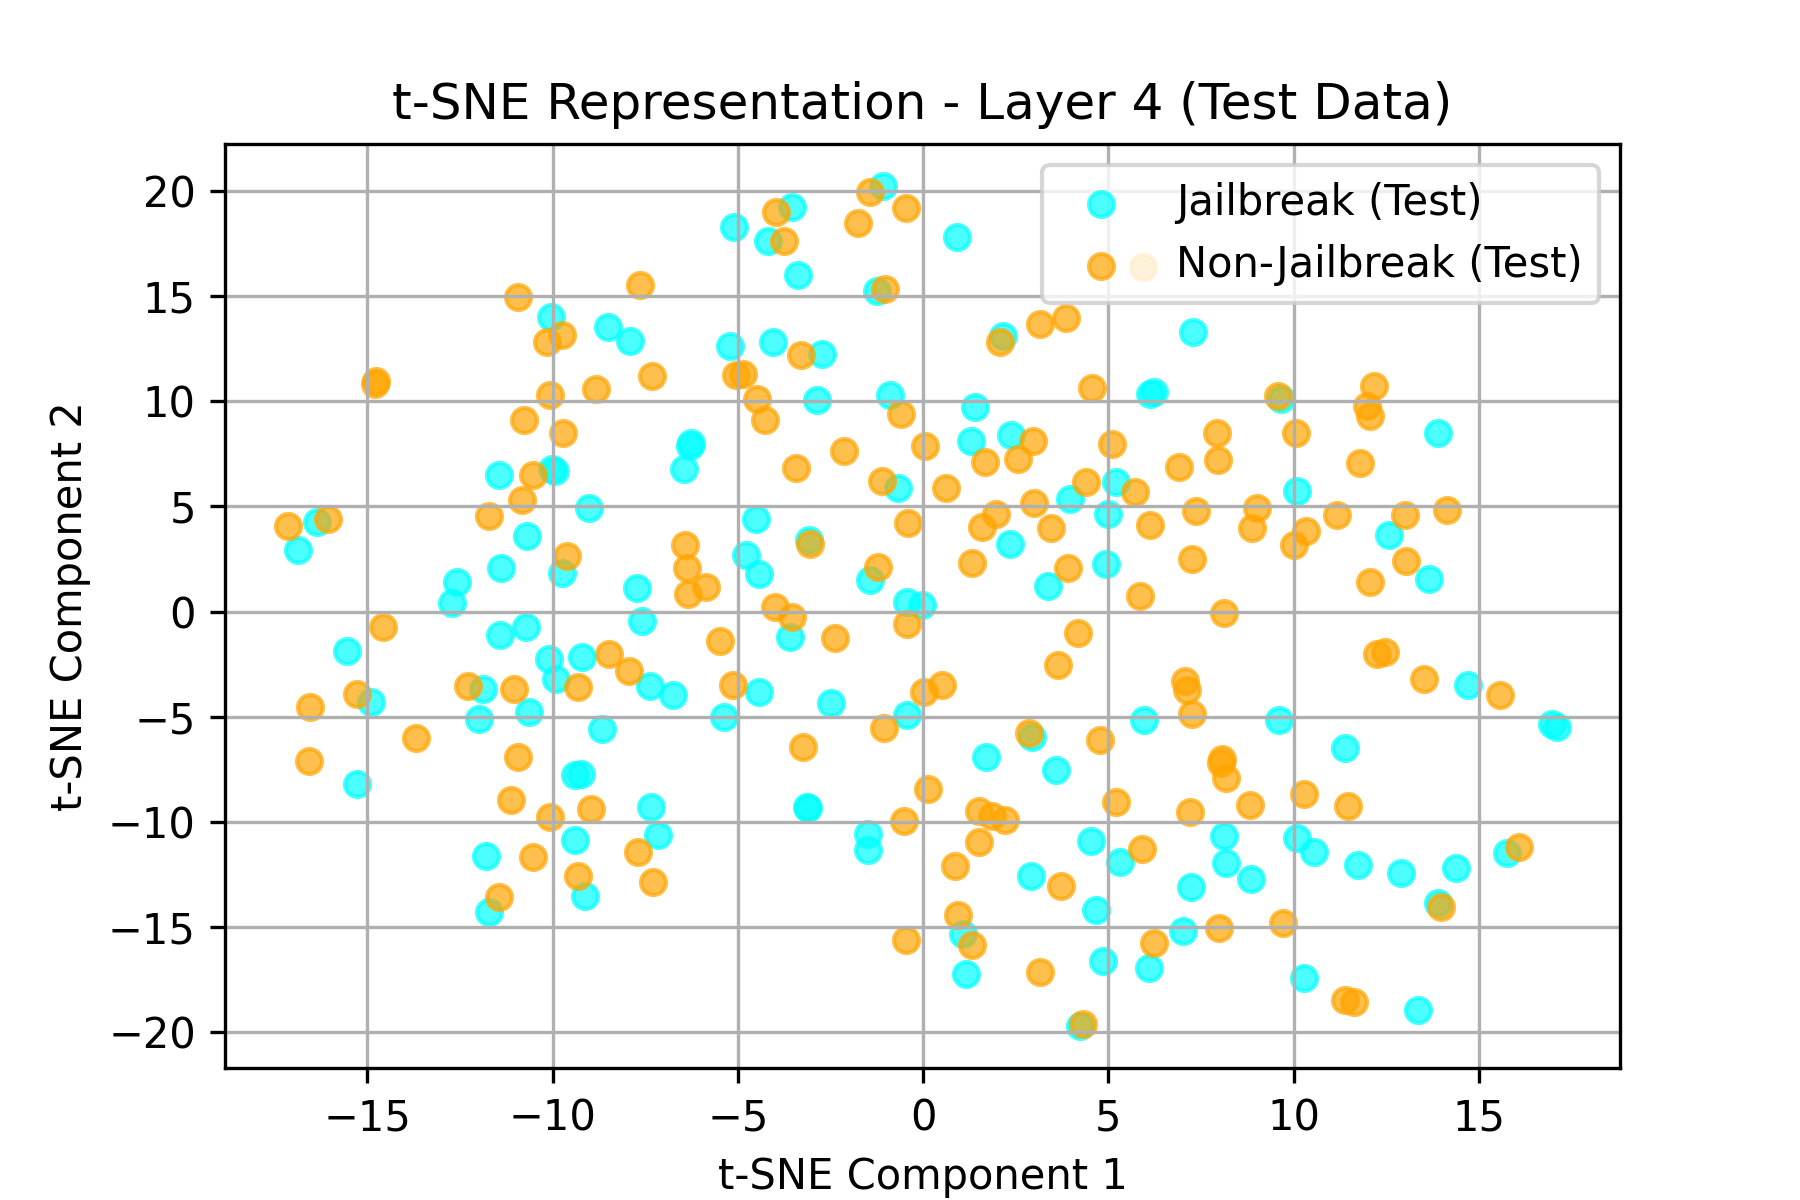 t-SNE Representation - Layer 4 (Test Data)
Jailbreak (Test)
Non-Jailbreak (Test)
20
15
10
5
0
−5
−10
−15
−20
t-SNE Component 2
−15 −10 −5 0 5 10 15
t-SNE Component 1